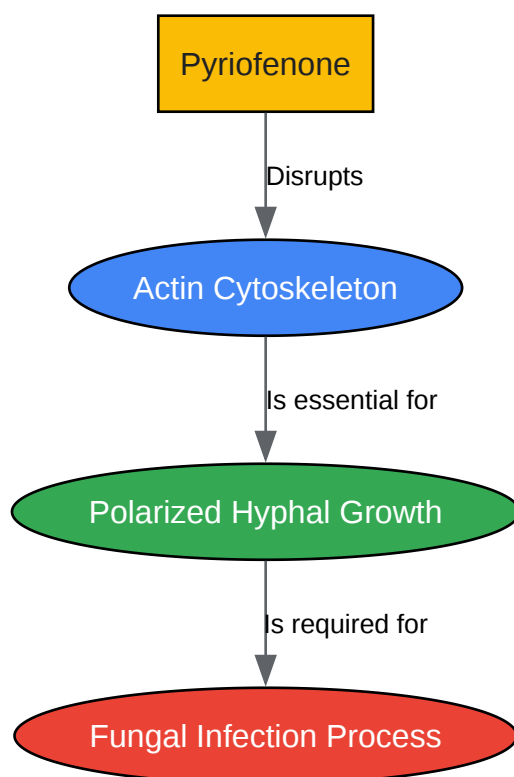 Pyriofenone
Disrupts
Actin Cytoskeleton
Is essential for
Polarized Hyphal Growth
Is required for
Fungal Infection Process